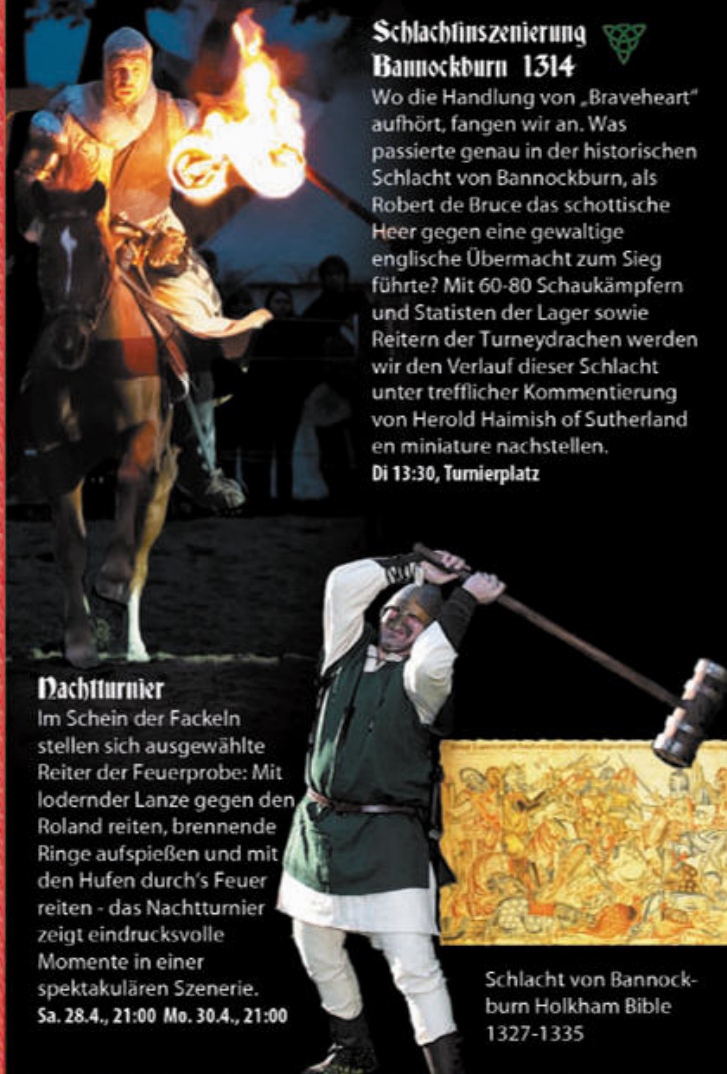 Schlachtinszenierung
Bannockburn 1314
Wo die Handlung von „Braveheart“
aufhört, fangen wir an. Was
passierte genau in der historischen
Schlacht von Bannockburn, als
Robert de Bruce das schottische
Heer gegen eine gewaltige
englische Übermacht zum Sieg
führte? Mit 60-80 Schaukämpfern
und Statisten der Lager sowie
Reitern der Turneydrachen werden
wir den Verlauf dieser Schlacht
unter trefflicher Kommentierung
von Herold Haimish of Sutherland
en miniature nachstellen.
Di 13:30, Turnierplatz
Nachtturnier
Im Schein der Fackeln
stellen sich ausgewählte
Reiter der Feuerprobe: Mit
lodernder Lanze gegen den
Roland reiten, brennende
Ringe aufspießen und mit
den Hufen durch's Feuer
reiten - das Nachtturnier
zeigt eindrucksvolle
Momente in einer
spektakulären Szenerie.
Sa. 28.4., 21:00 Mo. 30.4., 21:00
Schlacht von Bannock-
burn Holkham Bible
1327-1335